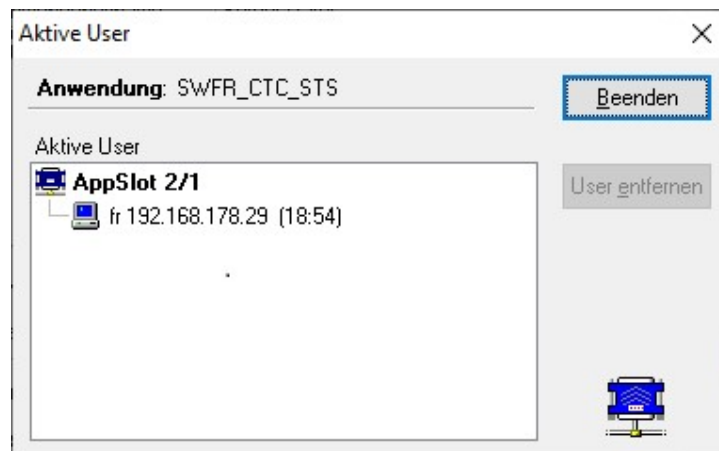 Aktive User
Anwendung: SWFR_CTC_STS
Beenden
Aktive User
AppSlot 2/1
User entfernen
fr 192.168.178.29 (18:54)